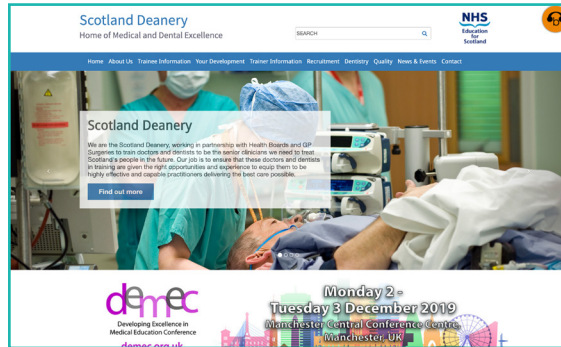 Scotland Deanery
Home of Medical and Dental Excellence
SEARCH
NHS
Education
for
Scotland
Home About Us Trainee Information Your Development Trainer Information Recruitment Dentistry Quality News & Events Contact
Scotland Deanery
We are the Scotland Deanery, working in partnership with Health Boards and GP
Surgeries to train doctors and dentists to be the senior clinicians we need to treat
Scotland's people in the future. Our job is to ensure that these doctors and dentists
in training are given the right opportunities and experience to equip them to be
highly effective and capable practitioners delivering the best care possible.
Find out more
demec
Developing Excellence in
Medical Education Conference
demec.org.uk
Monday 2 -
Tuesday 3 December 2019
Manchester Central Conference Centre,
Manchester, UK